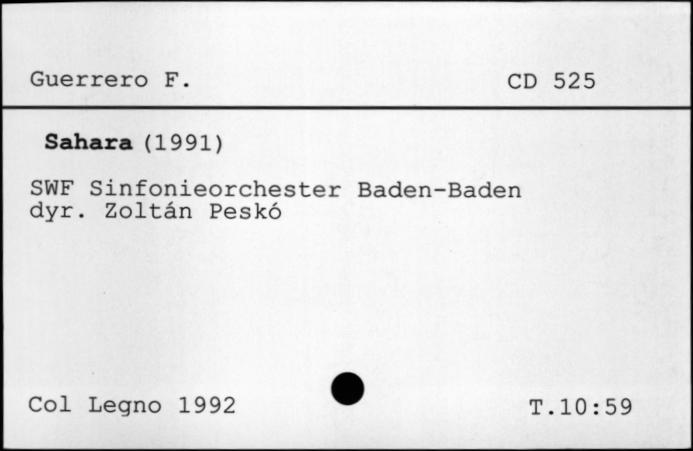 Guerrero F. CD 525
Sahara (1991)
SWF Sinfonieorchester Baden-Baden
dyr. Zoltán Peskó
Col Legno 1992 T.10:59